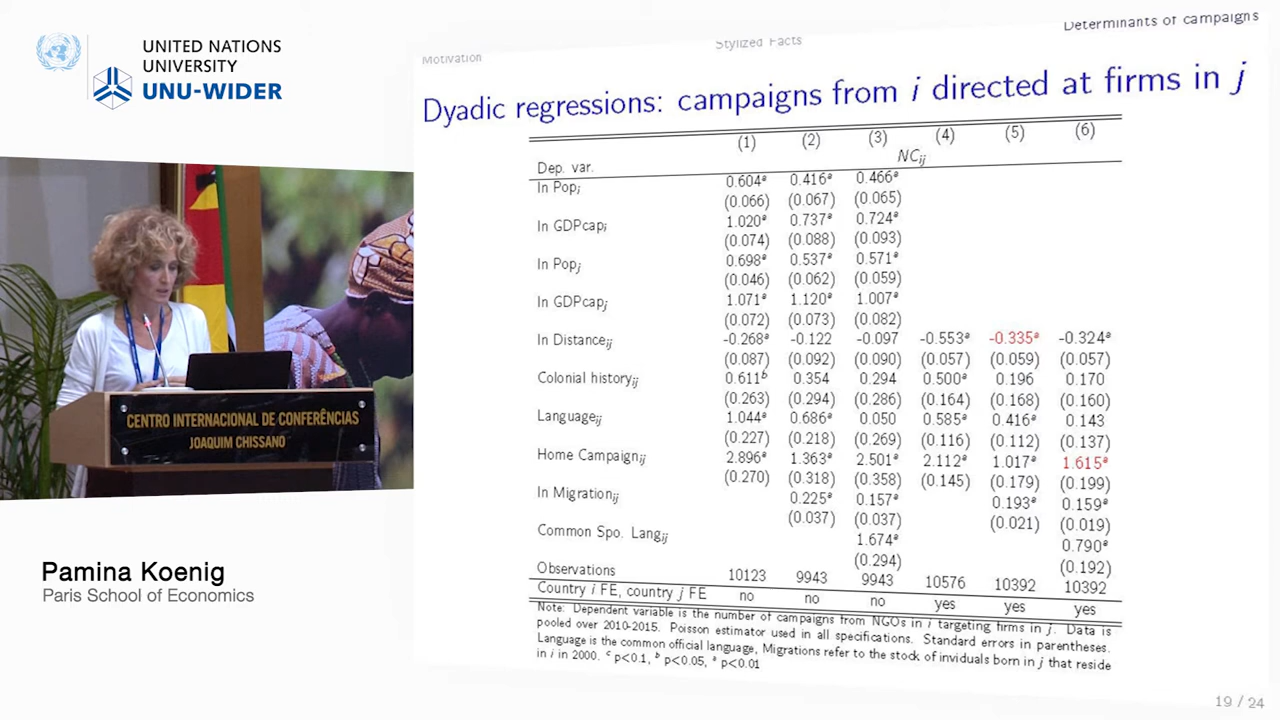 UNITED NATIONS
UNIVERSITY
UNU-WIDER
CENTRO INTERNACIONAL DE CONFERÊNCIAS
JOAQUIM CHISSANO
Pamina Koenig
Paris School of Economics
Motivation Stylized Facts Determinants of campaigns
Dyadic regressions: campaigns from i directed at firms in j
(1) (2) (3) (4) (5) (6)
Dep. var. NCij
ln Popi 0.604a 0.416a 0.466a
(0.066) (0.067) (0.065)
ln GDPcapi 1.020a 0.737a 0.724a
(0.074) (0.088) (0.093)
ln Popj 0.698a 0.537a 0.571a
(0.046) (0.062) (0.059)
ln GDPcapj 1.071a 1.120a 1.007a
(0.072) (0.073) (0.082)
ln Distanceij -0.268a -0.122 -0.097 -0.553a -0.335a -0.324a
(0.087) (0.092) (0.090) (0.057) (0.059) (0.057)
Colonial historyij 0.611b 0.354 0.294 0.500a 0.196 0.170
(0.263) (0.294) (0.286) (0.164) (0.168) (0.160)
Languageij 1.044a 0.686a 0.050 0.585a 0.416a 0.143
(0.227) (0.218) (0.269) (0.116) (0.112) (0.137)
Home Campaignij 2.896a 1.363a 2.501a 2.112a 1.017a 1.615a
(0.270) (0.318) (0.358) (0.145) (0.179) (0.199)
ln Migrationij 0.225a 0.157a 0.193a 0.159a
(0.037) (0.037) (0.021) (0.019)
Common Spo. Langij 1.674a 0.790a
(0.294) (0.192)
Observations 10123 9943 9943 10576 10392 10392
Country i FE, country j FE no no no yes yes yes
Note: Dependent variable is the number of campaigns from NGOs in i targeting firms in j. Data is
pooled over 2010-2015. Poisson estimator used in all specifications. Standard errors in parentheses.
Language is the common official language, Migrations refer to the stock of inviduals born in j that reside
in i in 2000. c p<0.1, b p<0.05, a p<0.01
19 / 24